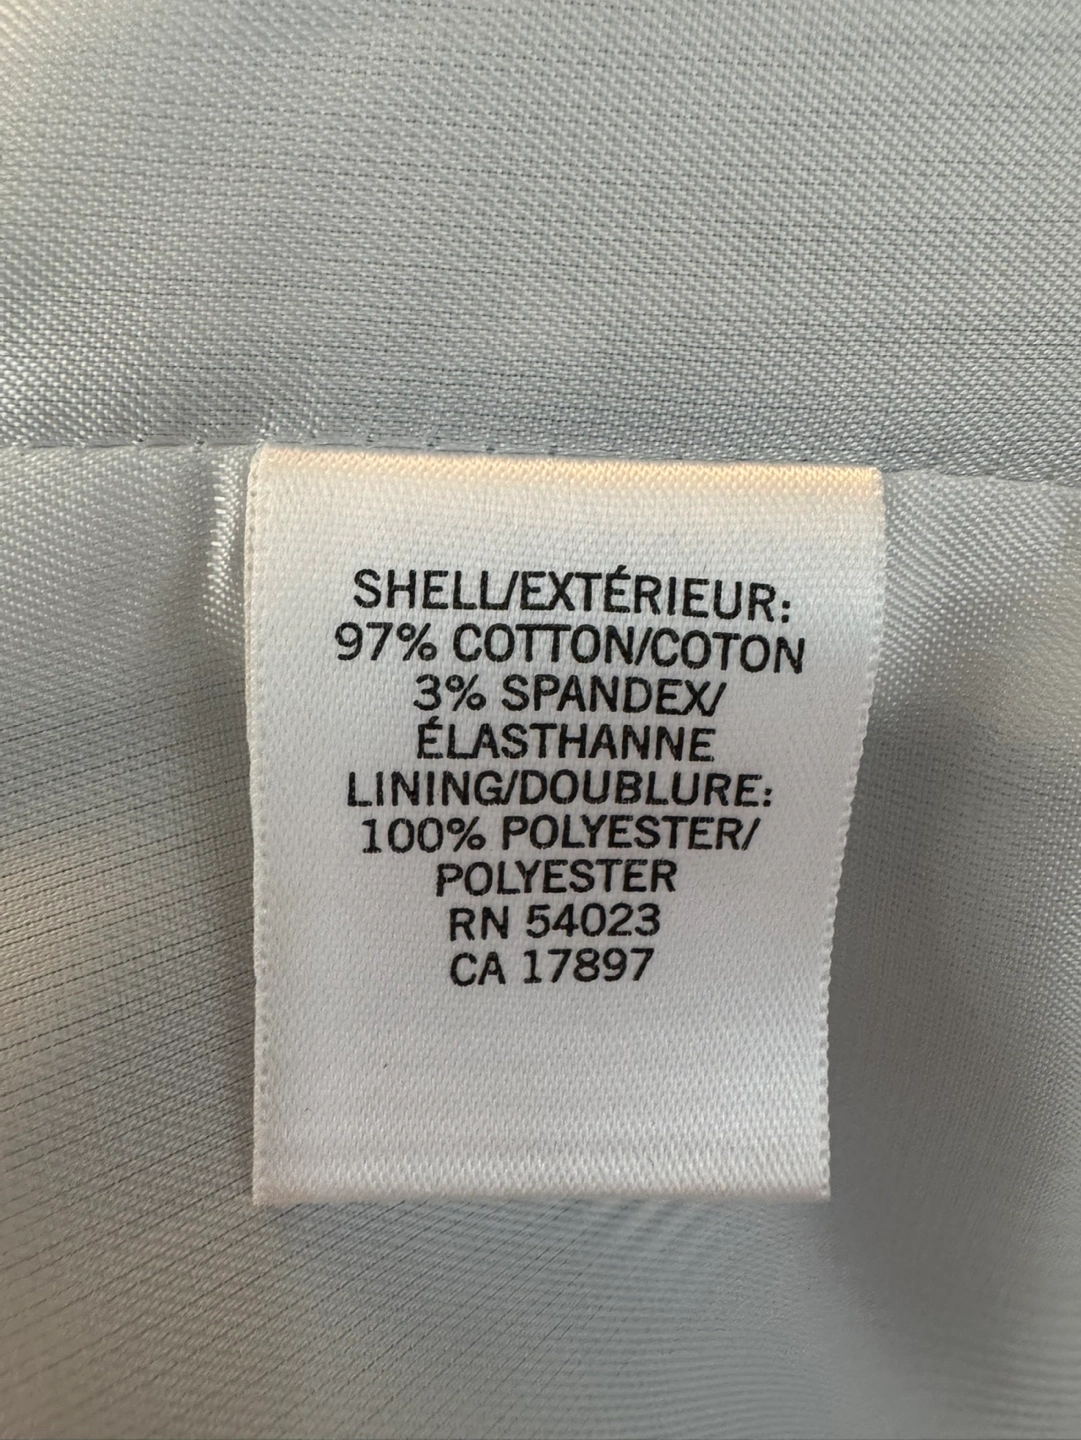 SHELL/EXTÉRIEUR:
97% COTTON/COTON
3% SPANDEX/
ÉLASTHANNE
LINING/DOUBLURE:
100% POLYESTER/
POLYESTER
RN 54023
CA 17897